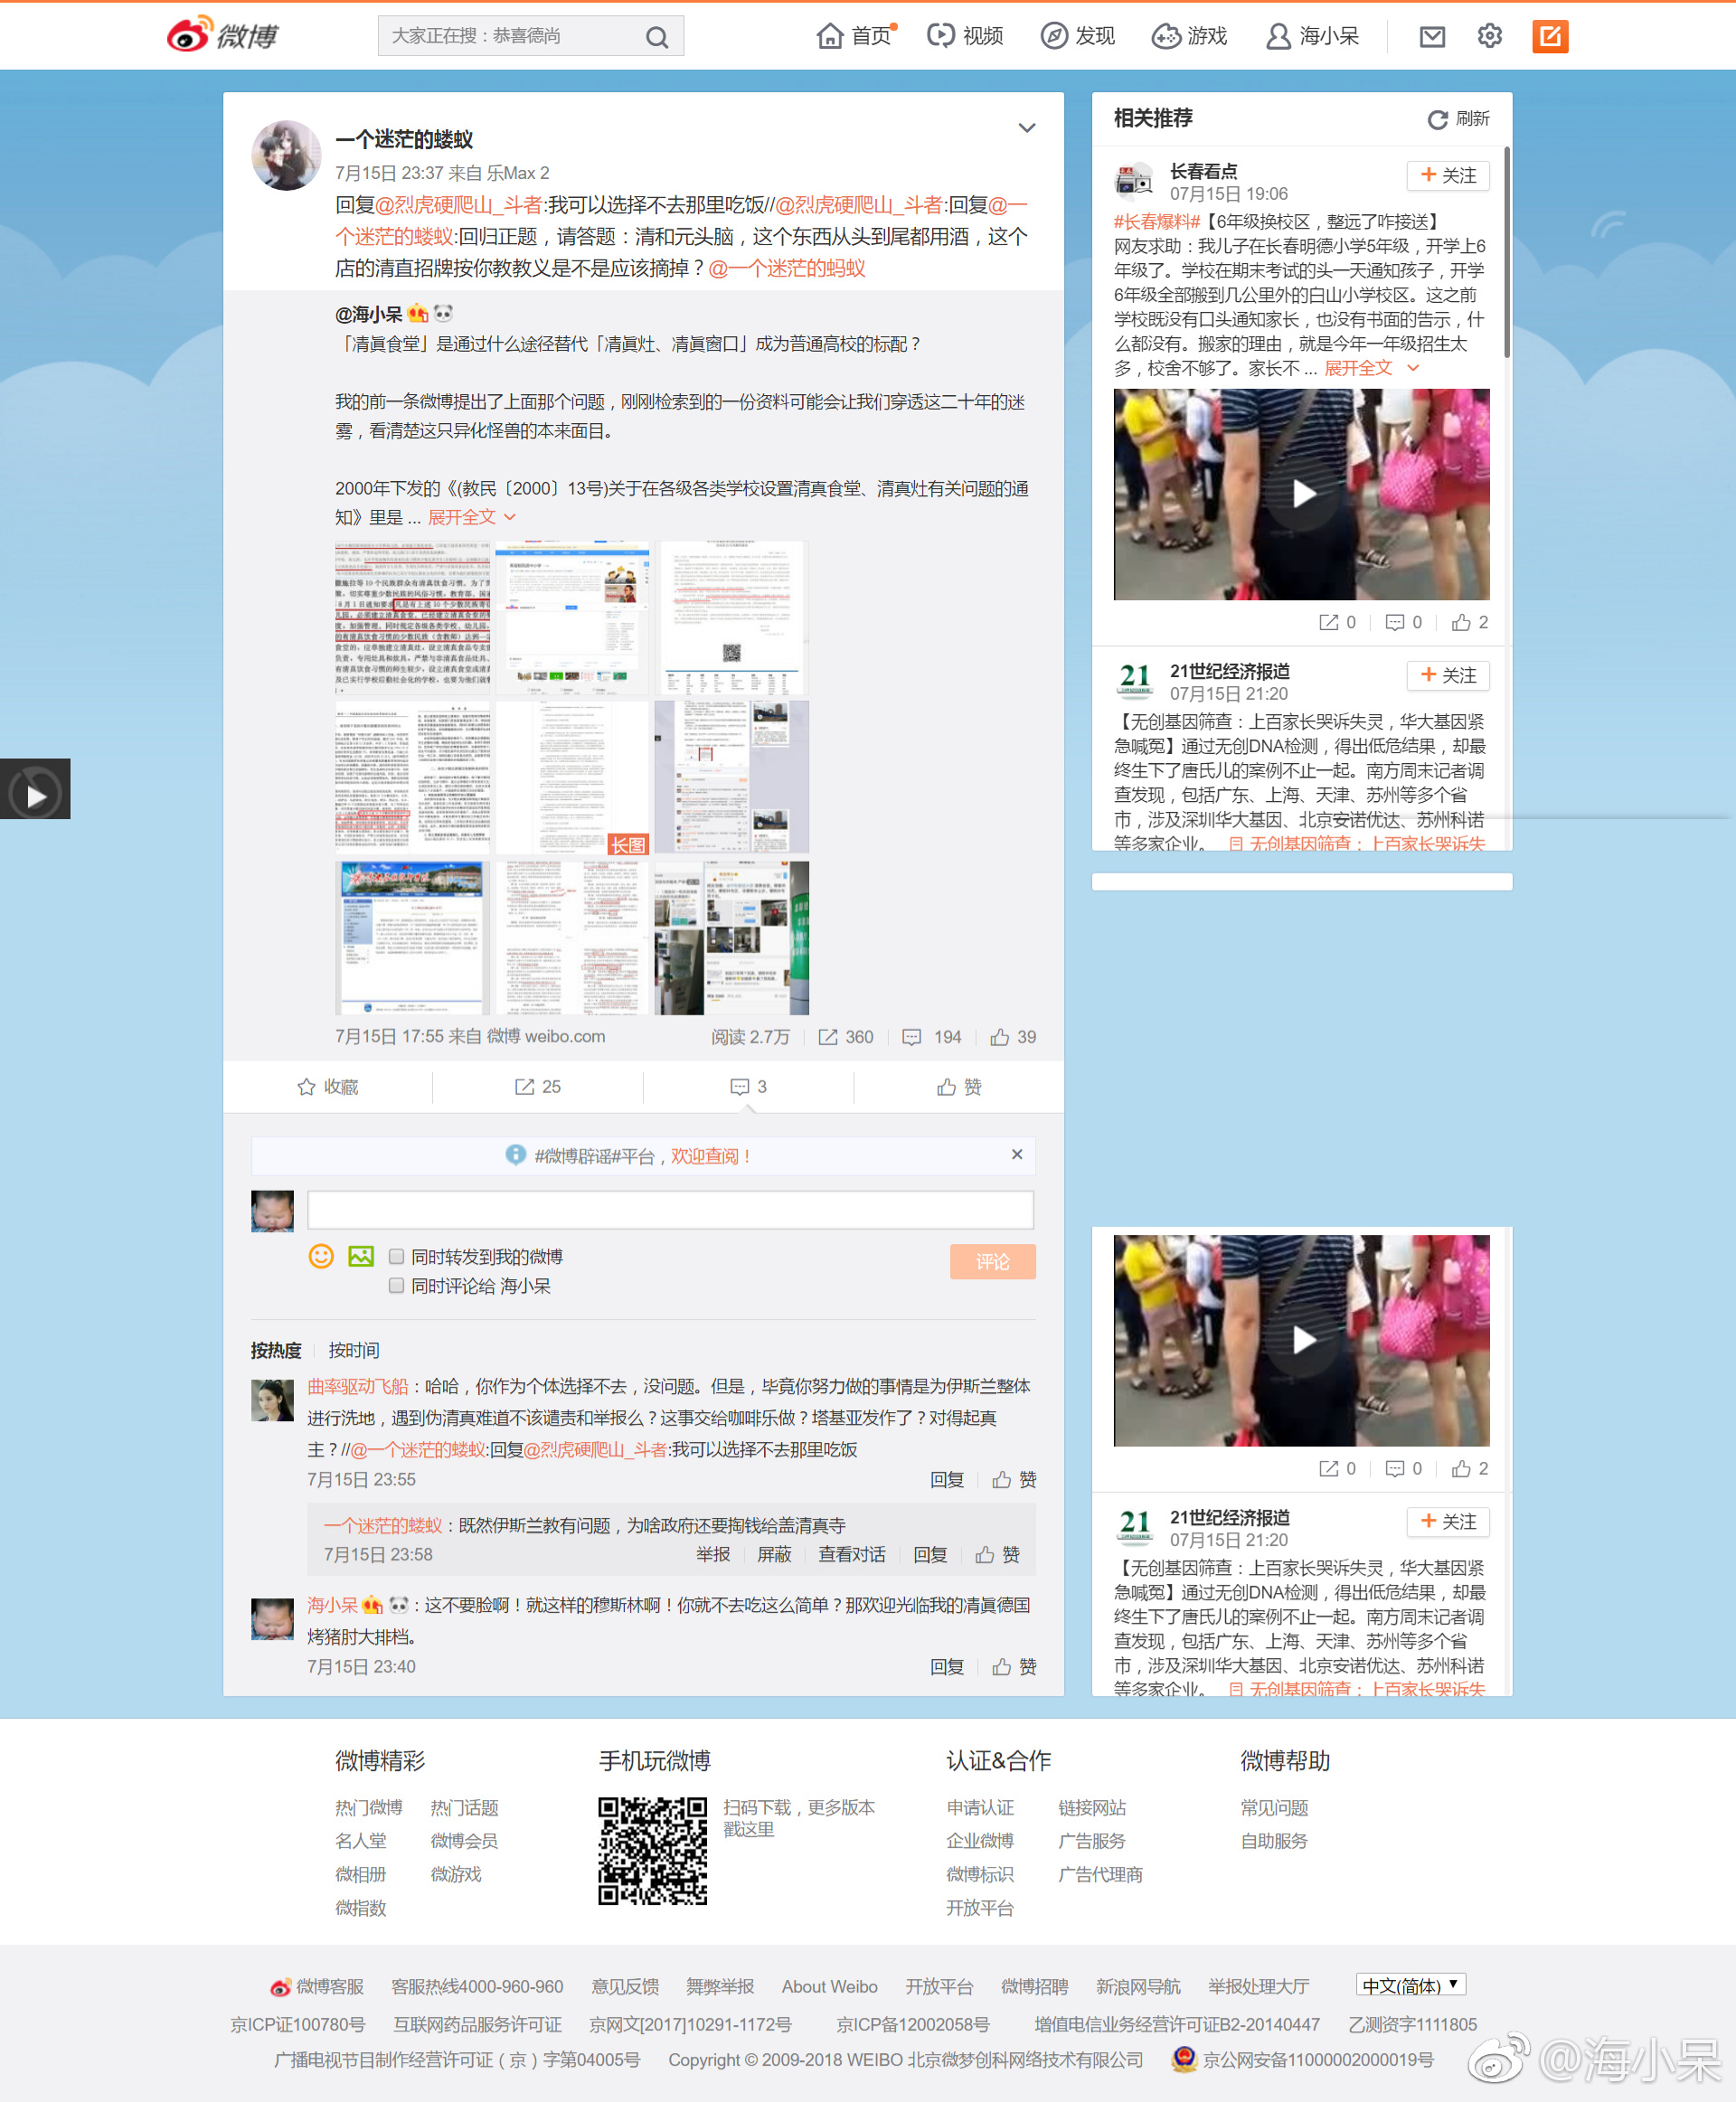 微博
大家正在搜：恭喜德尚
首页
视频
发现
游戏
海小呆
一个迷茫的蝼蚁
7月15日 23:37 来自 乐Max 2
回复@烈虎硬爬山_斗者:我可以选择不去那里吃饭//@烈虎硬爬山_斗者:回复@一
个迷茫的蝼蚁:回归正题，请答题：清和元头脑，这个东西从头到尾都用酒，这个
店的清直招牌按你教教义是不是应该摘掉？@一个迷茫的蚂蚁
@海小呆
「凊眞食堂」是通过什么途径替代「凊眞灶、凊眞窗口」成为普通高校的标配？
我的前一条微博提出了上面那个问题，刚刚检索到的一份资料可能会让我们穿透这二十年的迷
雾，看清楚这只异化怪兽的本来面目。
2000年下发的《(教民〔2000〕13号)关于在各级各类学校设置清真食堂、清真灶有关问题的通
知》里是 ... 展开全文
长图
7月15日 17:55 来自 微博 weibo.com
阅读 2.7万
360
194
39
收藏
25
3
赞
#微博辟谣#平台，欢迎查阅！
×
同时转发到我的微博
评论
同时评论给 海小呆
按热度
按时间
曲率驱动飞船：哈哈，你作为个体选择不去，没问题。但是，毕竟你努力做的事情是为伊斯兰整体
进行洗地，遇到伪清真难道不该谴责和举报么？这事交给咖啡乐做？塔基亚发作了？对得起真
主？//@一个迷茫的蝼蚁:回复@烈虎硬爬山_斗者:我可以选择不去那里吃饭
7月15日 23:55
回复
赞
一个迷茫的蝼蚁：既然伊斯兰教有问题，为啥政府还要掏钱给盖清真寺
7月15日 23:58
举报
屏蔽
查看对话
回复
赞
海小呆：这不要脸啊！就这样的穆斯林啊！你就不去吃这么简单？那欢迎光临我的凊眞德国
烤猪肘大排档。
7月15日 23:40
回复
赞
相关推荐
刷新
长春看点
+ 关注
07月15日 19:06
#长春爆料#【6年级换校区，整远了咋接送】
网友求助：我儿子在长春明德小学5年级，开学上6
年级了。学校在期末考试的头一天通知孩子，开学
6年级全部搬到几公里外的白山小学校区。这之前
学校既没有口头通知家长，也没有书面的告示，什
么都没有。搬家的理由，就是今年一年级招生太
多，校舍不够了。家长不 ... 展开全文
0
0
2
21
21世纪经济报道
+ 关注
07月15日 21:20
【无创基因筛查：上百家长哭诉失灵，华大基因紧
急喊冤】通过无创DNA检测，得出低危结果，却最
终生下了唐氏儿的案例不止一起。南方周末记者调
查发现，包括广东、上海、天津、苏州等多个省
市，涉及深圳华大基因、北京安诺优达、苏州科诺
等多家企业。 无创基因筛查：上百家长哭诉失
0
0
2
21
21世纪经济报道
+ 关注
07月15日 21:20
【无创基因筛查：上百家长哭诉失灵，华大基因紧
急喊冤】通过无创DNA检测，得出低危结果，却最
终生下了唐氏儿的案例不止一起。南方周末记者调
查发现，包括广东、上海、天津、苏州等多个省
市，涉及深圳华大基因、北京安诺优达、苏州科诺
等多家企业。 无创基因筛查：上百家长哭诉失
微博精彩
热门微博 热门话题
名人堂 微博会员
微相册 微游戏
微指数
手机玩微博
扫码下载，更多版本
戳这里
认证&合作
申请认证 链接网站
企业微博 广告服务
微博标识 广告代理商
开放平台
微博帮助
常见问题
自助服务
微博客服 客服热线4000-960-960 意见反馈 舞弊举报 About Weibo 开放平台 微博招聘 新浪网导航 举报处理大厅 中文(简体)
京ICP证100780号 互联网药品服务许可证 京网文[2017]10291-1172号 京ICP备12002058号 增值电信业务经营许可证B2-20140447 乙测资字1111805
广播电视节目制作经营许可证（京）字第04005号 Copyright © 2009-2018 WEIBO 北京微梦创科网络技术有限公司 京公网安备11000002000019号
@海小呆